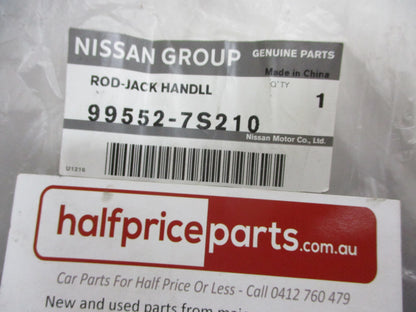 NISSAN GROUP GENUINE PARTS
Made in China
ROD-JACK HANDLL Q'TY
99552-7S210 1
Nissan Motor Co., Ltd.
U1216
halfpriceparts.com.au
Car Parts For Half Price Or Less - Call 0412 760 479
New and used parts from